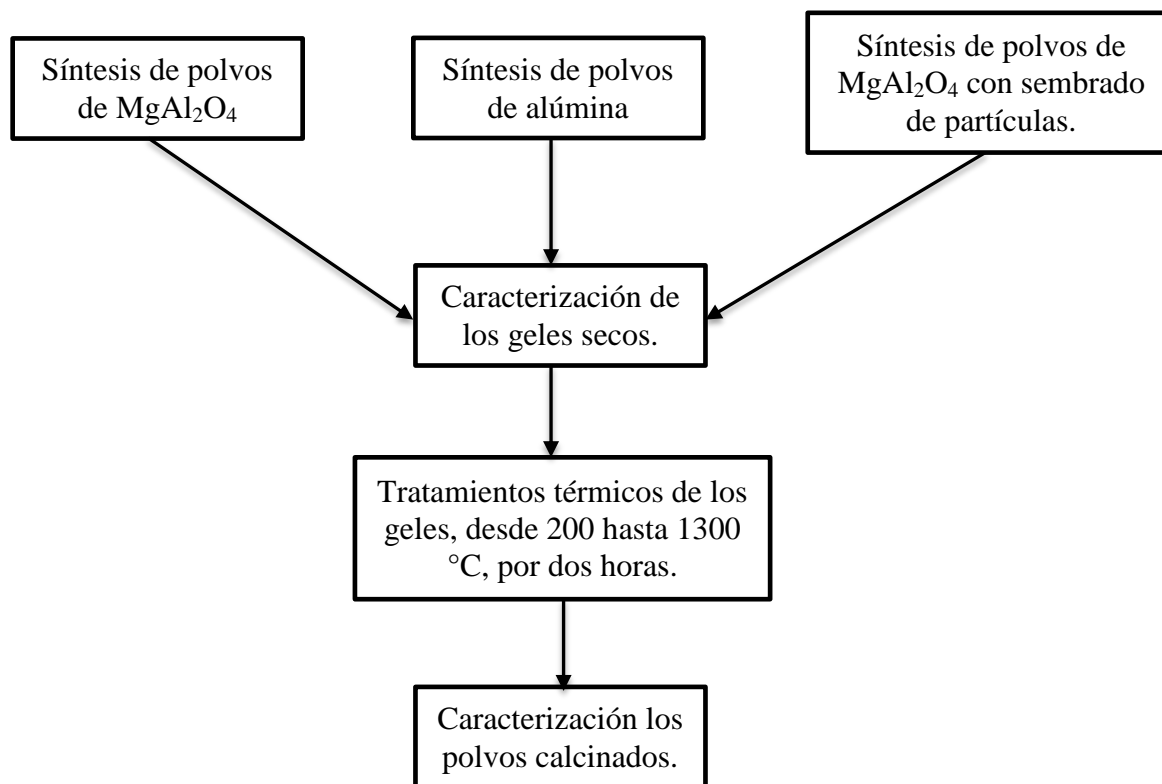 Síntesis de polvos
de MgAl₂O₄
Síntesis de polvos
de alúmina
Síntesis de polvos de
MgAl₂O₄ con sembrado
de partículas.
Caracterización de
los geles secos.
Tratamientos térmicos de los
geles, desde 200 hasta 1300
°C, por dos horas.
Caracterización los
polvos calcinados.